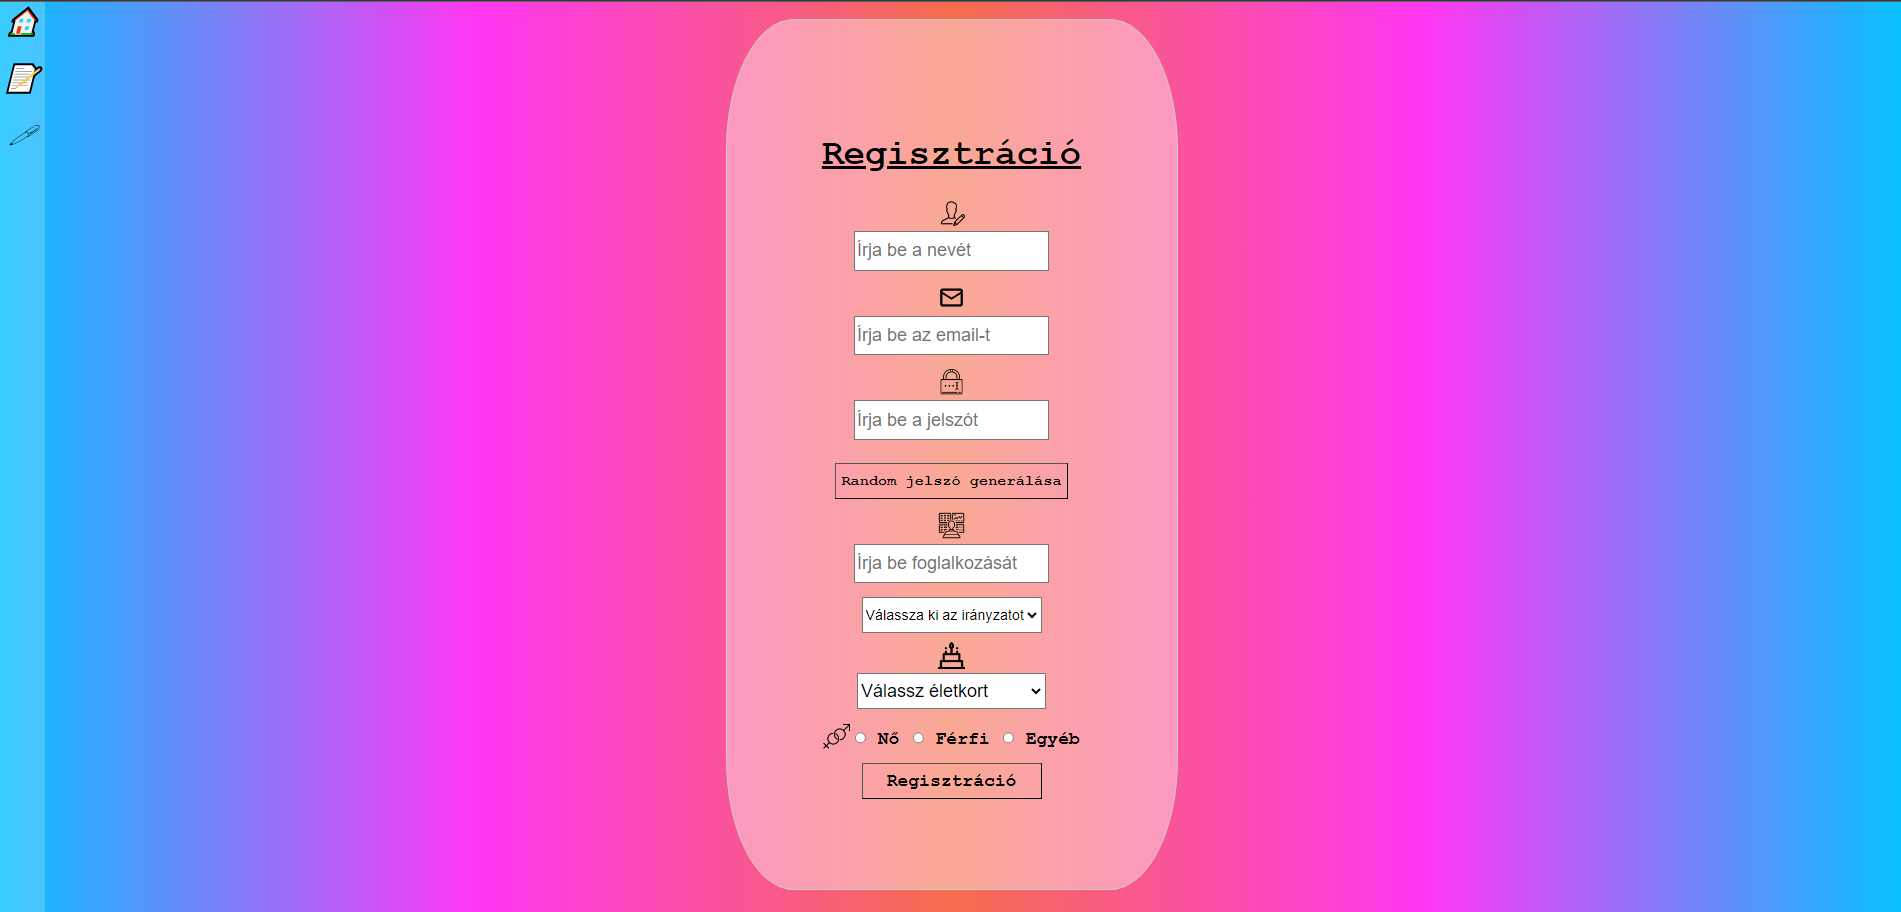 Regisztráció
Írja be a nevét
Írja be az email-t
Írja be a jelszót
Random jelszó generálása
Írja be foglalkozását
Válassza ki az irányzatot
Válassz életkort
Nő Férfi Egyéb
Regisztráció